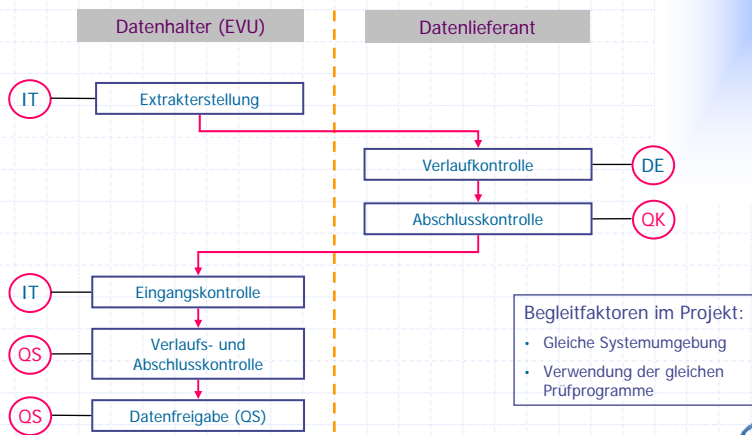 Datenhalter (EVU)
Datenlieferant
IT
Extrakterstellung
Verlaufkontrolle
DE
Abschlusskontrolle
QK
IT
Eingangskontrolle
QS
Verlaufs- und
Abschlusskontrolle
QS
Datenfreigabe (QS)
Begleitfaktoren im Projekt:
• Gleiche Systemumgebung
• Verwendung der gleichen
Prüfprogramme